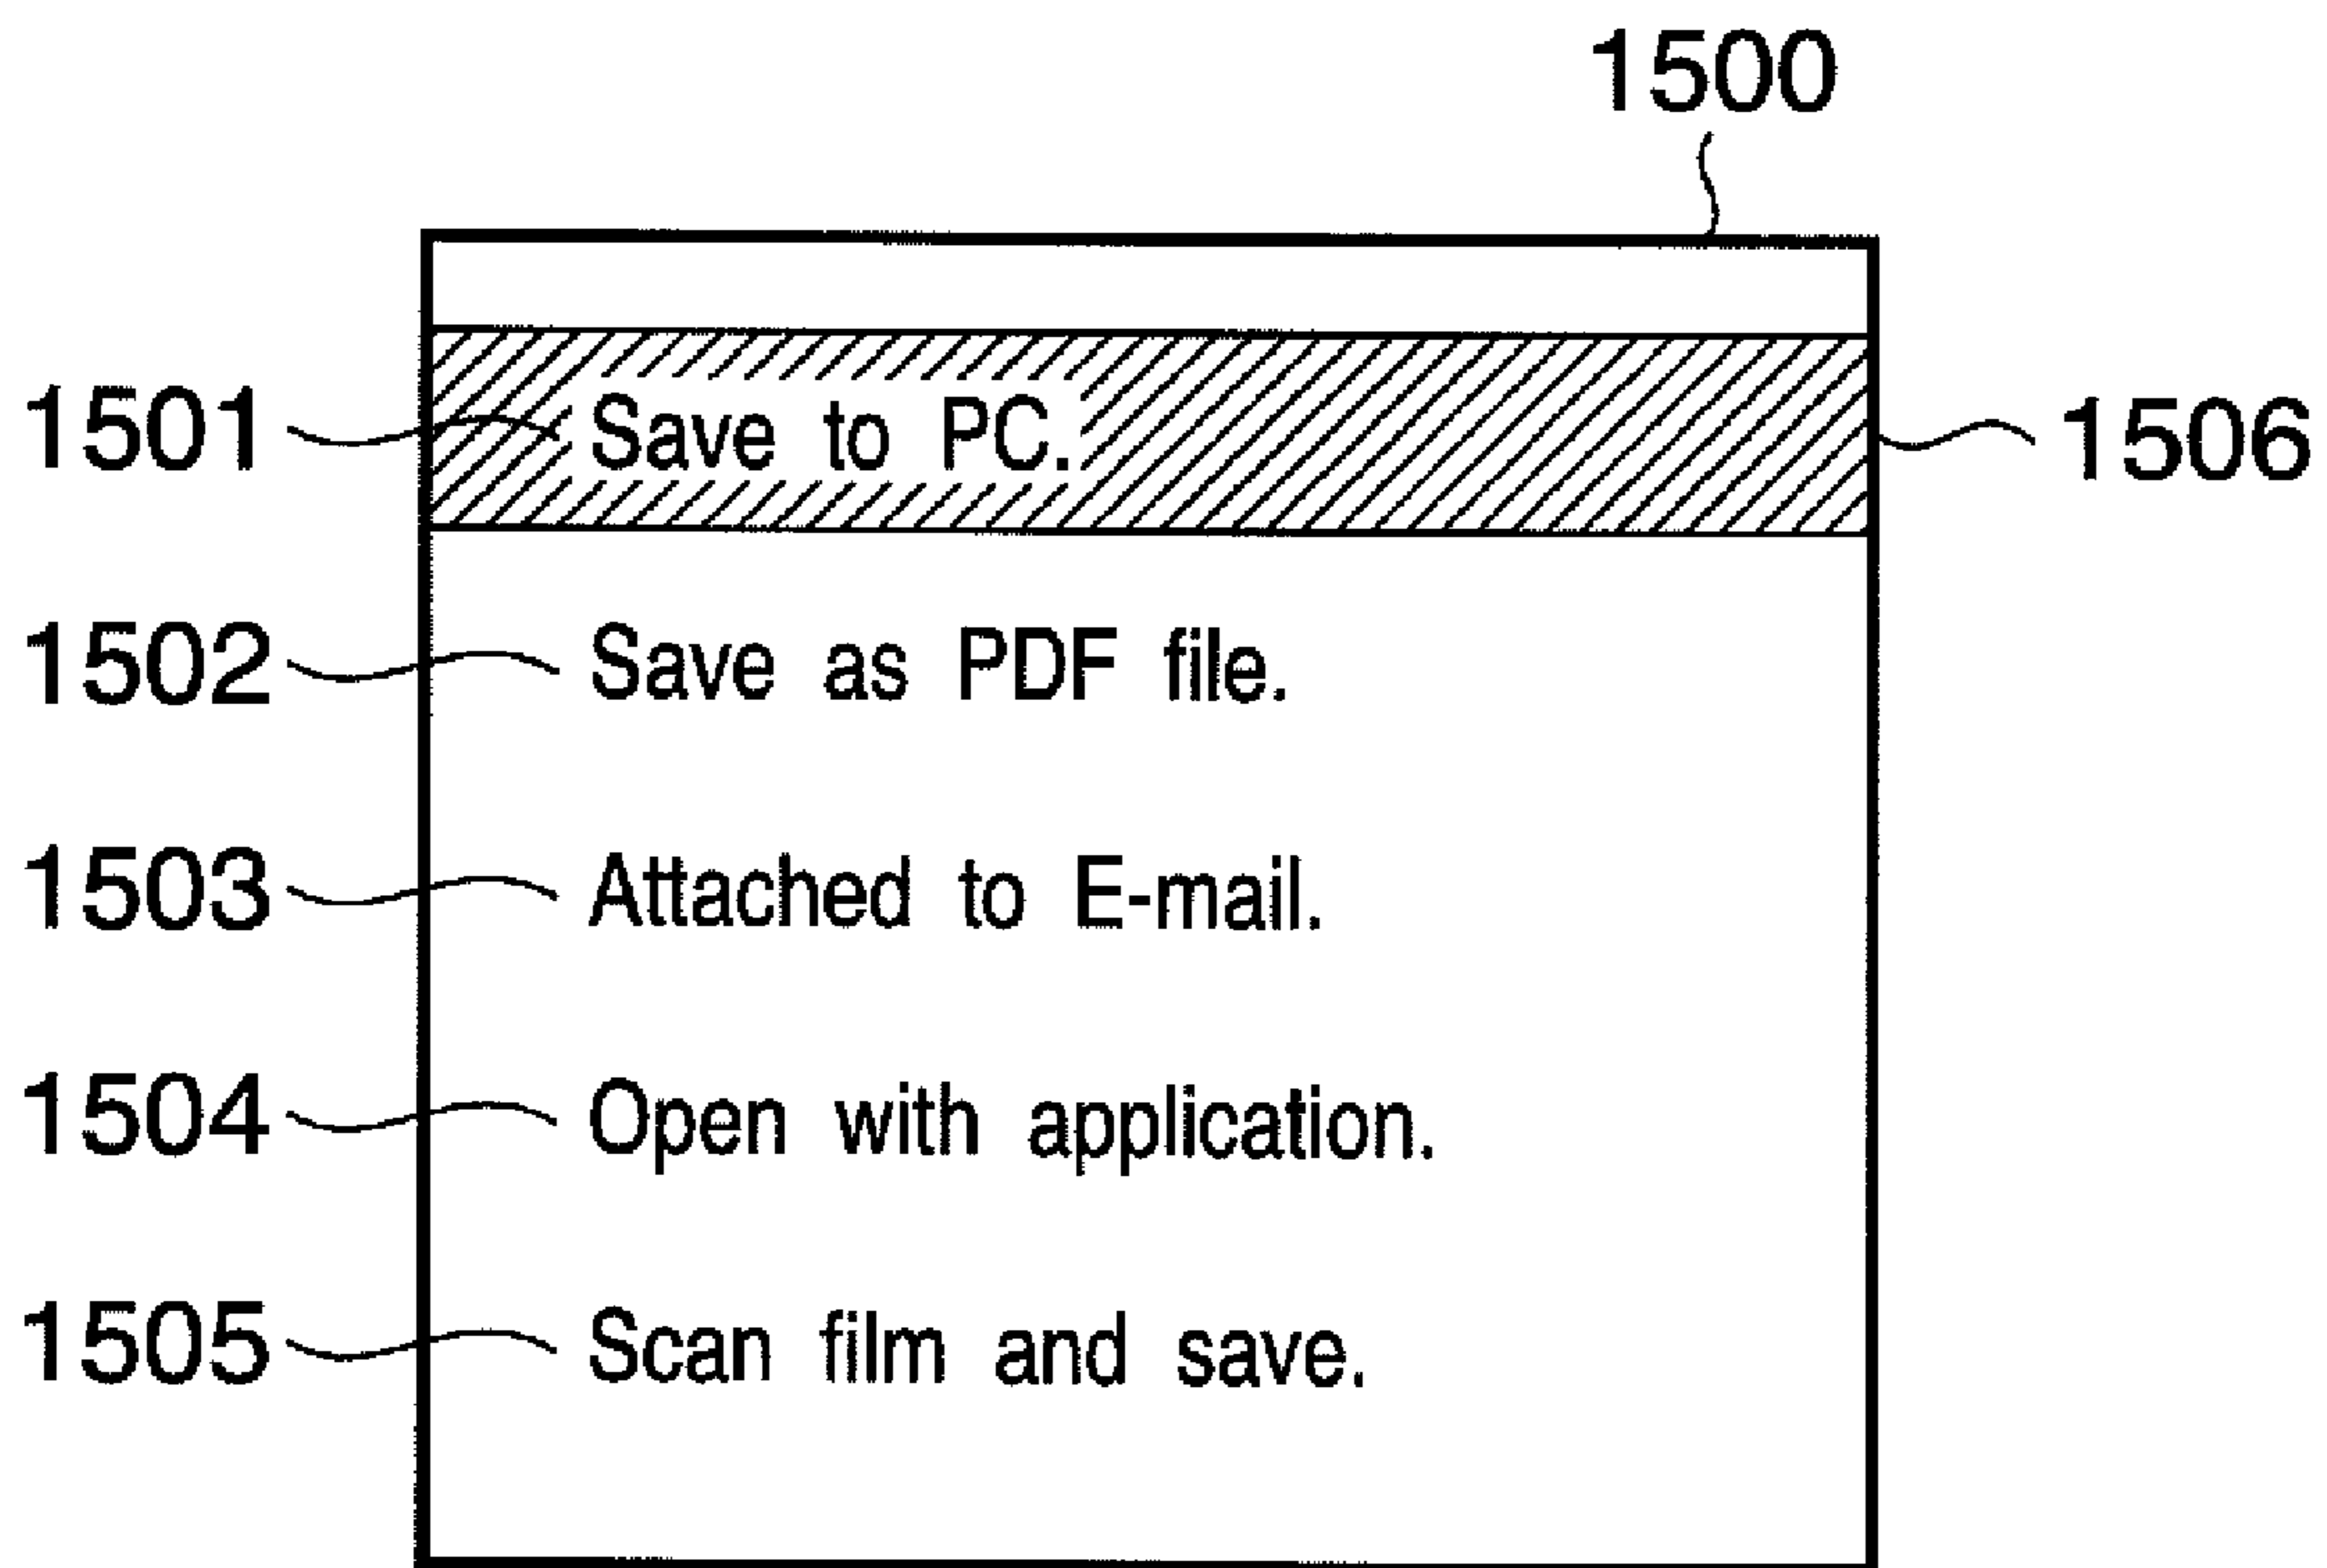 1500
1501 Save to PC. 1506
1502 Save as PDF file.
1503 Attached to E-mail.
1504 Open with application.
1505 Scan film and save.